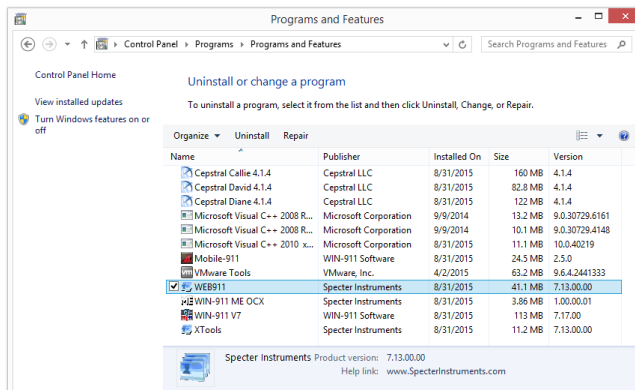 Programs and Features
Control Panel Programs Programs and Features Search Programs and Features
Control Panel Home
View installed updates
Turn Windows features on or
off
Uninstall or change a program
To uninstall a program, select it from the list and then click Uninstall, Change, or Repair.
Organize Uninstall Repair
Name Publisher Installed On Size Version
Cepstral Callie 4.1.4 Cepstral LLC 8/31/2015 160 MB 4.1.4
Cepstral David 4.1.4 Cepstral LLC 8/31/2015 82.8 MB 4.1.4
Cepstral Diane 4.1.4 Cepstral LLC 8/31/2015 122 MB 4.1.4
Microsoft Visual C++ 2008 R... Microsoft Corporation 9/9/2014 13.2 MB 9.0.30729.6161
Microsoft Visual C++ 2008 R... Microsoft Corporation 9/9/2014 10.1 MB 9.0.30729.4148
Microsoft Visual C++ 2010 x... Microsoft Corporation 8/31/2015 11.1 MB 10.0.40219
Mobile-911 WIN-911 Software 8/31/2015 24.5 MB 2.5.0
VMware Tools VMware, Inc. 4/2/2015 63.2 MB 9.6.4.2441333
WEB911 Specter Instruments 8/31/2015 41.1 MB 7.13.00.00
WIN-911 ME OCX Specter Instruments 8/31/2015 3.86 MB 1.00.00.01
WIN-911 V7 Specter Instruments 8/31/2015 113 MB 7.17.00
XTools Specter Instruments 8/31/2015 11.2 MB 7.13.00.00
Specter Instruments Product version: 7.13.00.00
Help link: www.SpecterInstruments.com